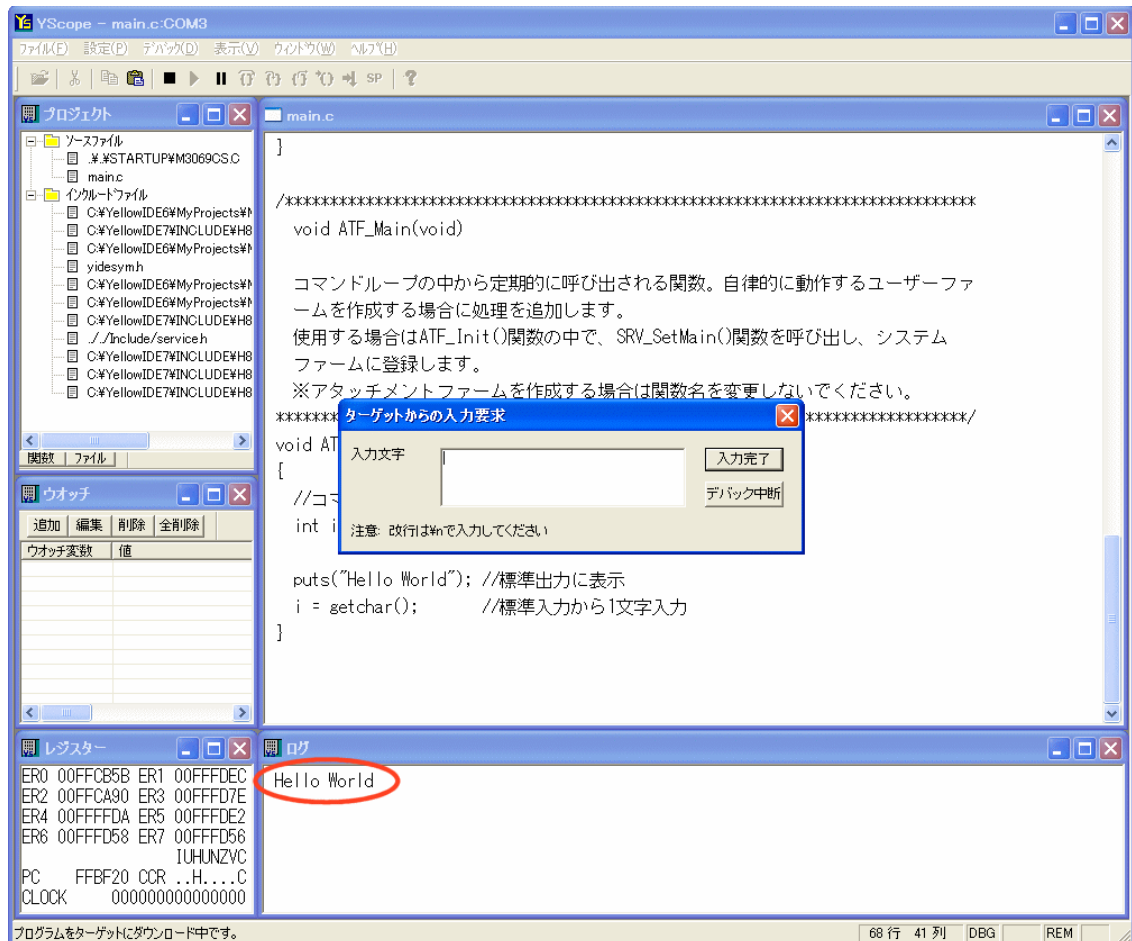 YScope - main.c:COM3
ファイル(F) 設定(P) デバック(D) 表示(V) ウィンドウ(W) ヘルプ(H)
SP
プロジェクト
ソースファイル
.¥.¥STARTUP¥M3069CS.C
main.c
インクルードファイル
C:¥YellowIDE6¥MyProjects¥
C:¥YellowIDE7¥INCLUDE¥H8
C:¥YellowIDE6¥MyProjects¥
yidesym.h
C:¥YellowIDE6¥MyProjects¥
C:¥YellowIDE6¥MyProjects¥
C:¥YellowIDE7¥INCLUDE¥H8
././Include/service.h
C:¥YellowIDE7¥INCLUDE¥H8
C:¥YellowIDE7¥INCLUDE¥H8
C:¥YellowIDE7¥INCLUDE¥H8
関数 ファイル
main.c
}
/*****************************************************************************
void ATF_Main(void)
コマンドループの中から定期的に呼び出される関数。自律的に動作するユーザーファ
ームを作成する場合に処理を追加します。
使用する場合はATF_Init()関数の中で、SRV_SetMain()関数を呼び出し、システム
ファームに登録します。
※アタッチメントファームを作成する場合は関数名を変更しないでください。
******************/
void AT
{
//コマ
int i
puts("Hello World"); //標準出力に表示
i = getchar(); //標準入力から1文字入力
}
ターゲットからの入力要求
入力文字
入力完了
デバック中断
注意: 改行は¥nで入力してください
ウオッチ
追加 編集 削除 全削除
ウオッチ変数 値
レジスター
ER0 00FFCB5B ER1 00FFFDEC
ER2 00FFCA90 ER3 00FFFD7E
ER4 00FFFFDA ER5 00FFFDE2
ER6 00FFFD58 ER7 00FFFD56
IUHUNZVC
PC FFBF20 CCR ..H....C
CLOCK 000000000000000
ログ
Hello World
プログラムをターゲットにダウンロード中です。
68 行 41 列 DBG REM